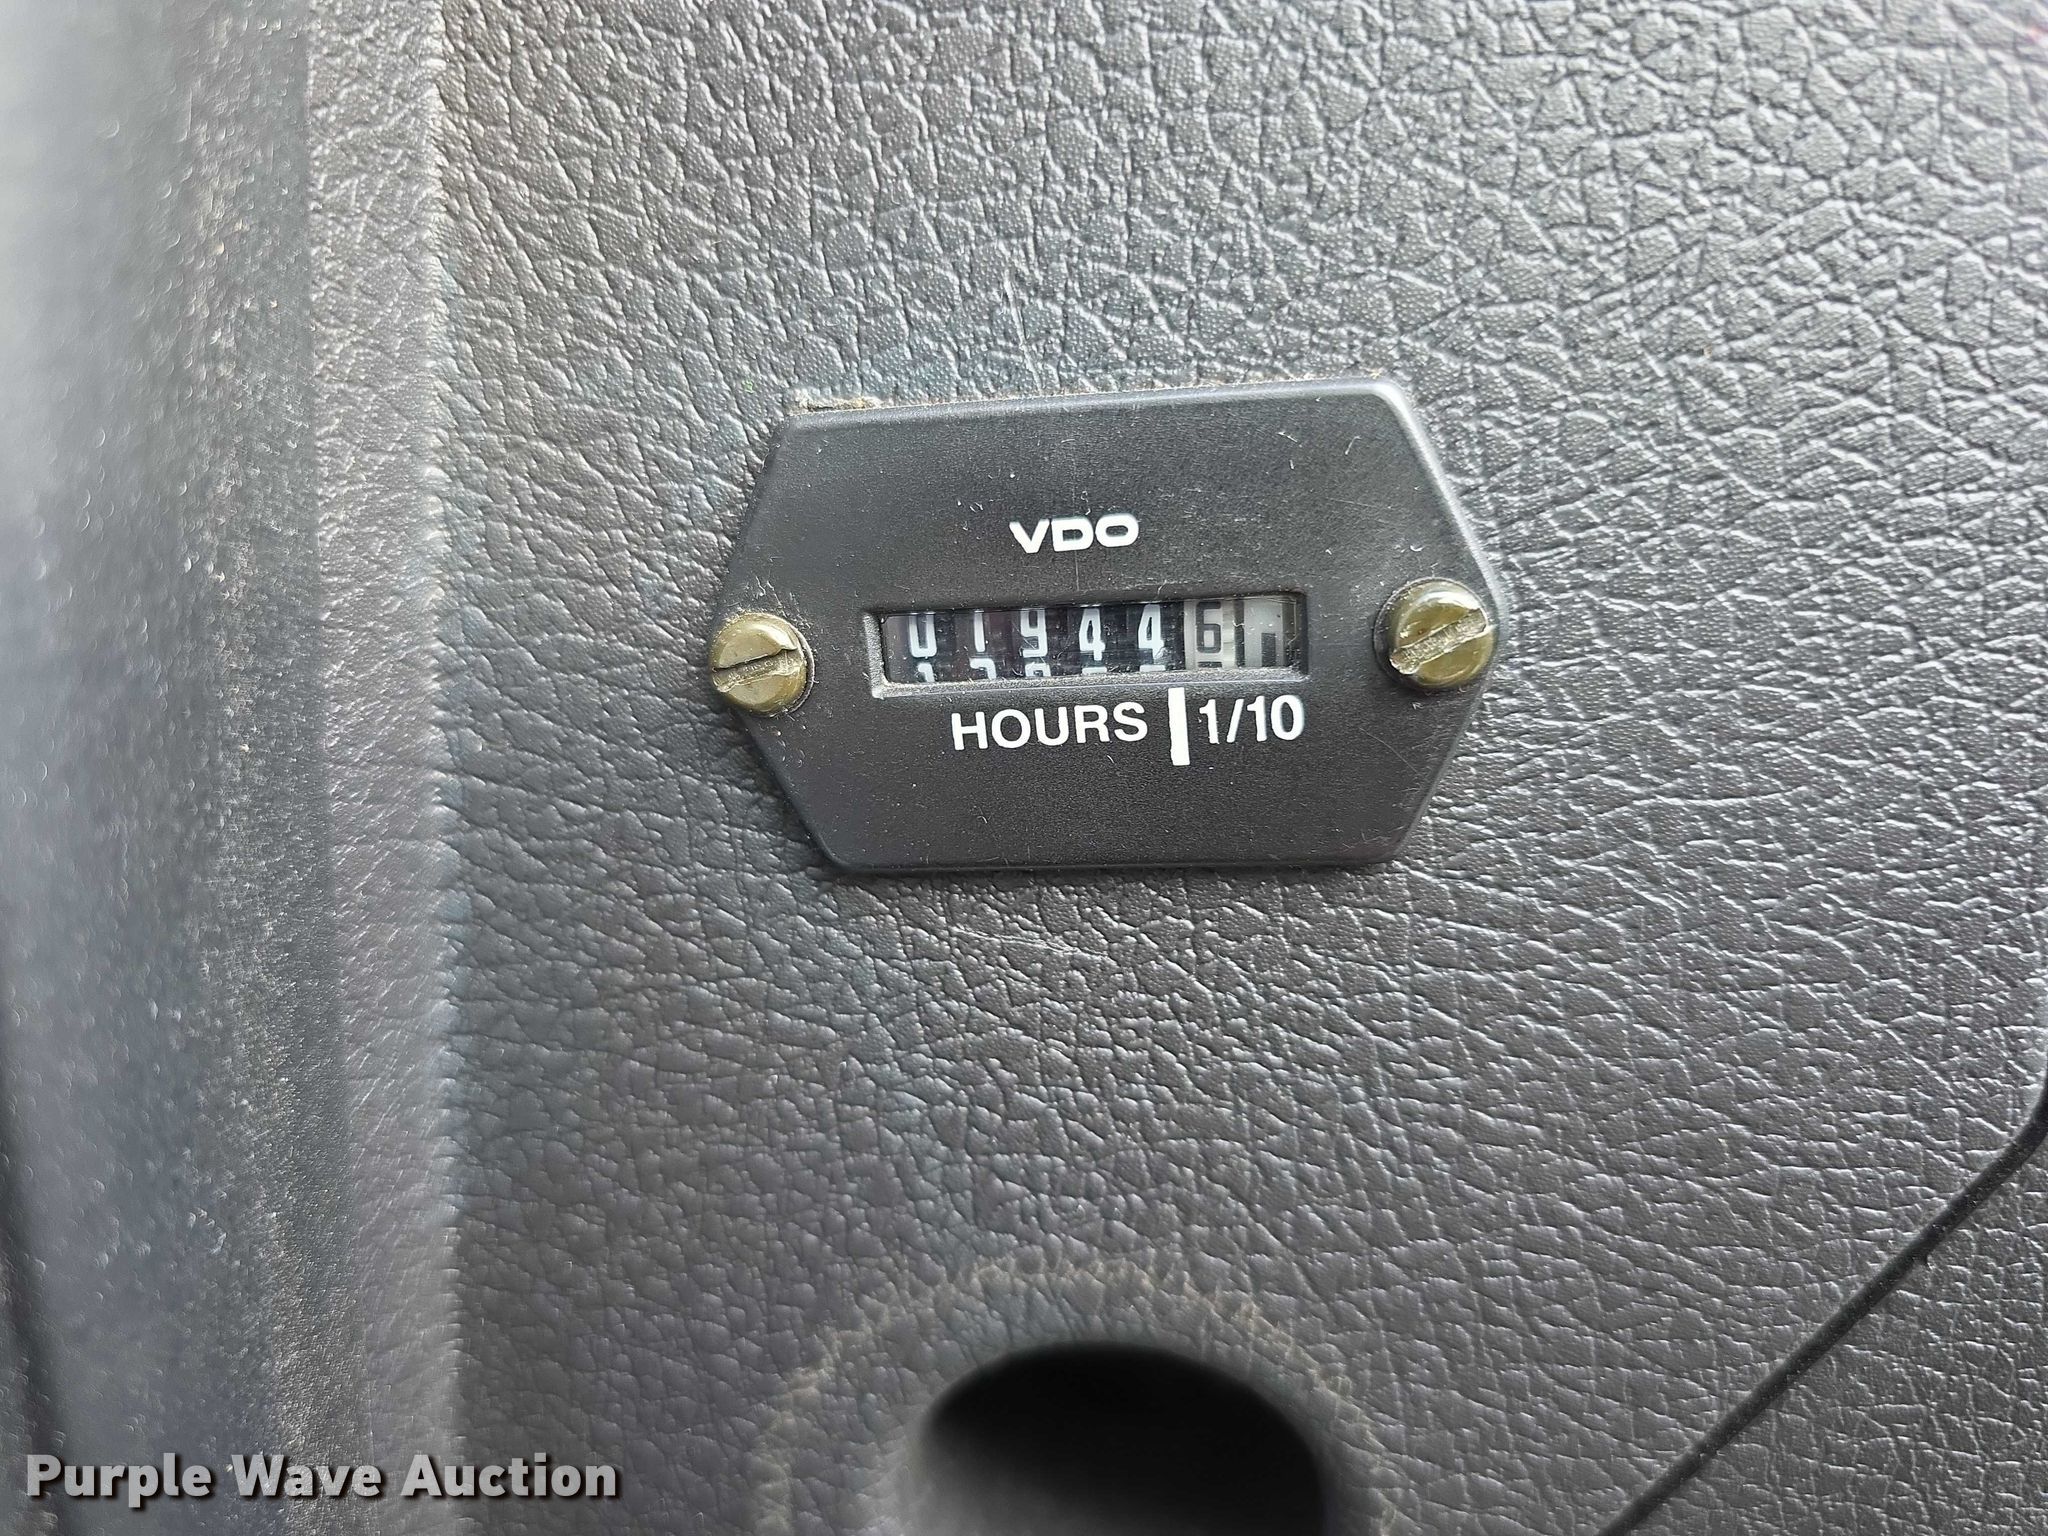 VDO
01944 6
HOURS 1/10
Purple Wave Auction